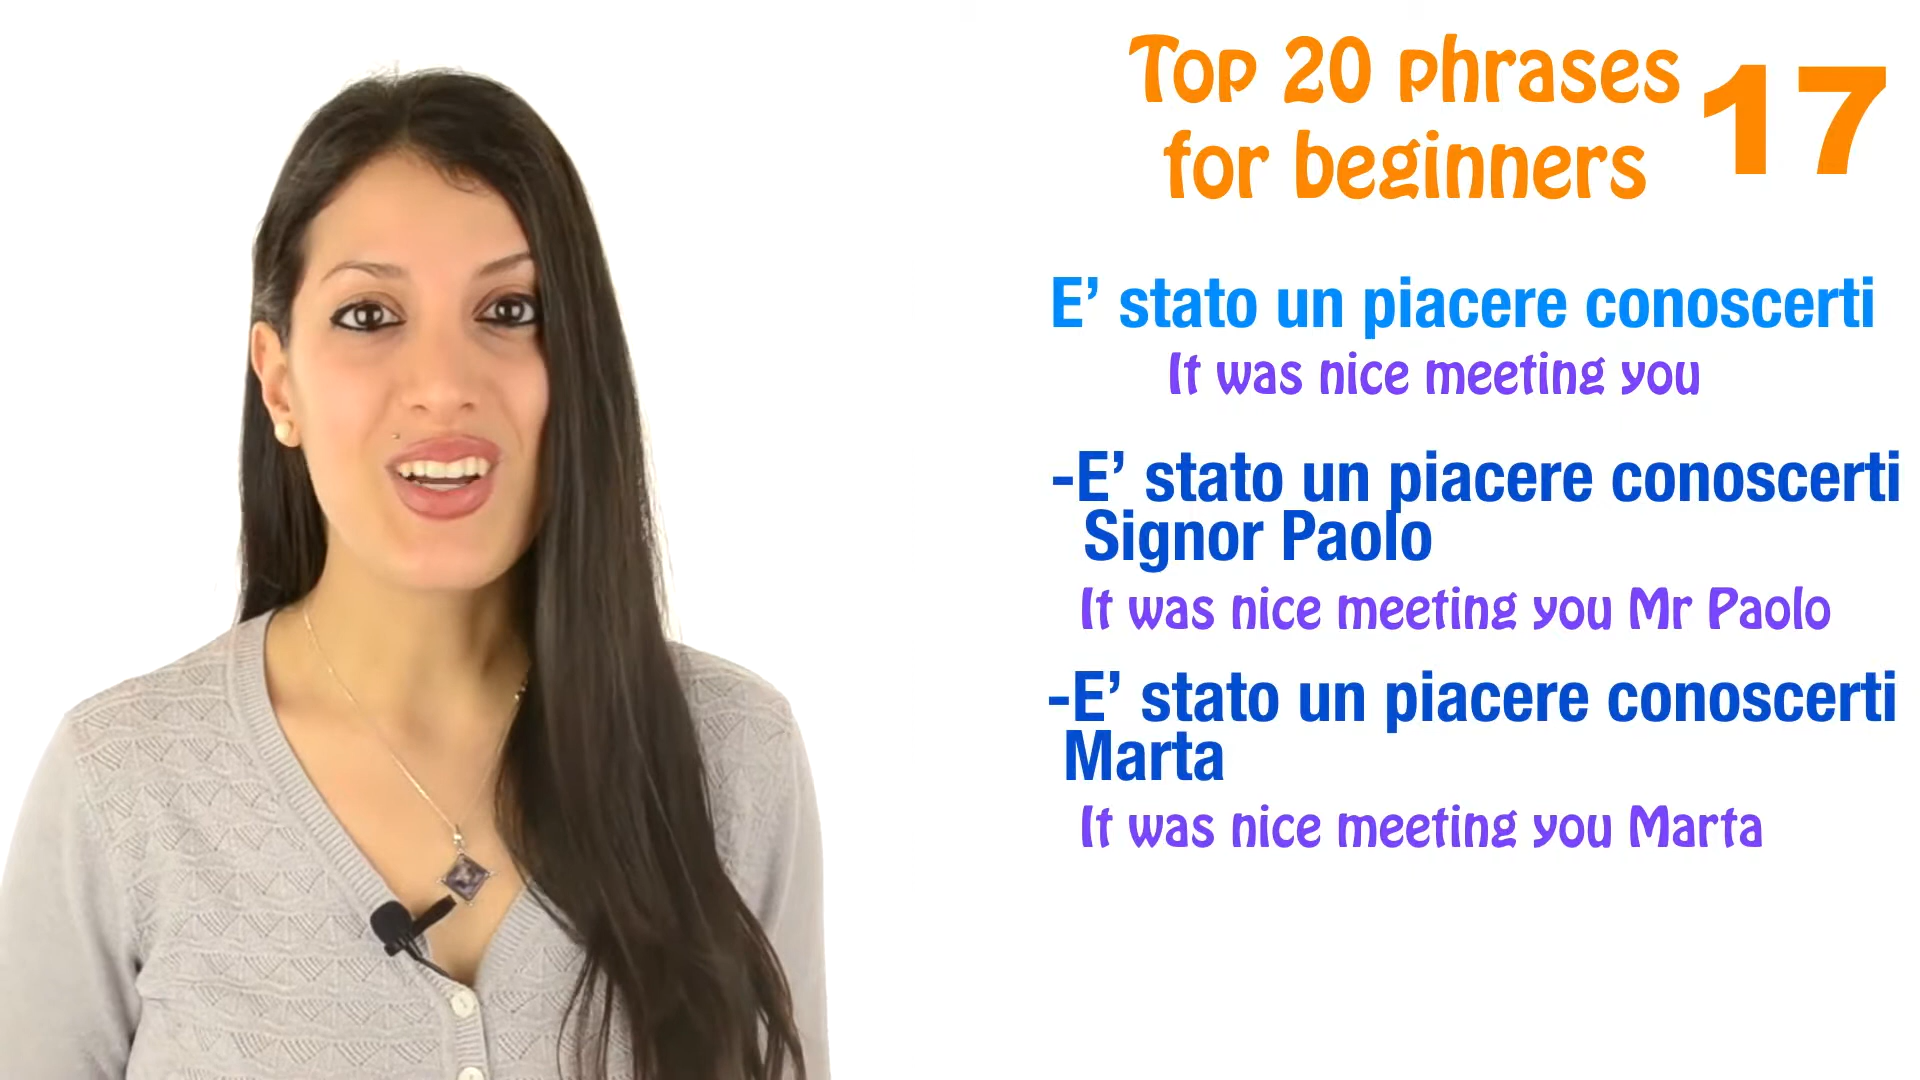 Top 20 phrases 17
for beginners
E’ stato un piacere conoscerti
It was nice meeting you
-E’ stato un piacere conoscerti
Signor Paolo
It was nice meeting you Mr Paolo
-E’ stato un piacere conoscerti
Marta
It was nice meeting you Marta